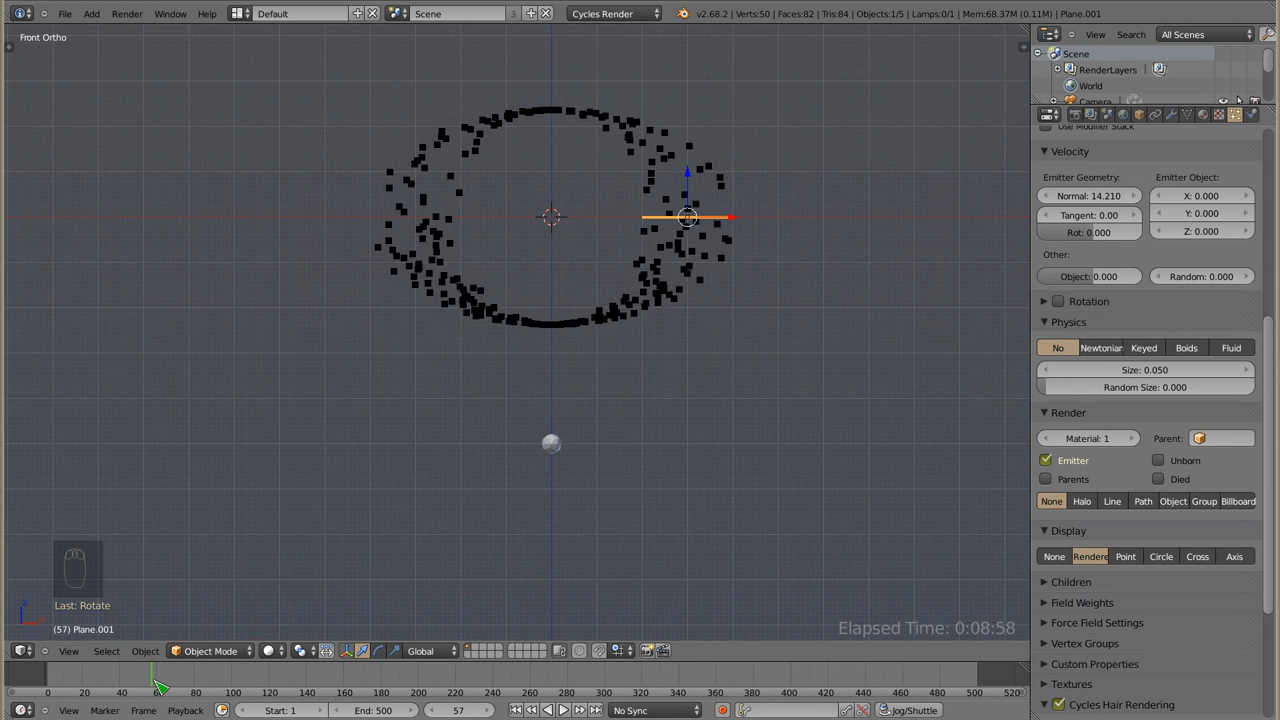 File Add Render Window Help Default Scene 3 Cycles Render v2.68.2 | Verts:50 | Faces:82 | Tris:84 | Objects:1/5 | Lamps:0/1 | Mem:68.37M (0.11M) | Plane.001
Front Ortho
View Search All Scenes
Scene
RenderLayers
World
Camera
Use Modifier Stack
Velocity
Emitter Geometry: Emitter Object:
Normal: 14.210 X: 0.000
Tangent: 0.00 Y: 0.000
Rot: 0.000 Z: 0.000
Other:
Object: 0.000 Random: 0.000
Rotation
Physics
No Newtonian Keyed Boids Fluid
Size: 0.050
Random Size: 0.000
Render
Material: 1 Parent:
Emitter Unborn
Parents Died
None Halo Line Path Object Group Billboard
Display
None Rendere Point Circle Cross Axis
Children
Field Weights
Force Field Settings
Vertex Groups
Custom Properties
Textures
Cycles Hair Rendering
Last: Rotate
z
(57) Plane.001
Elapsed Time: 0:08:58
View Select Object Object Mode Global
0 20 40 60 80 100 120 140 160 180 200 220 240 260 280 300 320 340 360 380 400 420 440 460 480 500 520
View Marker Frame Playback Start: 1 End: 500 57 No Sync Jog/Shuttle